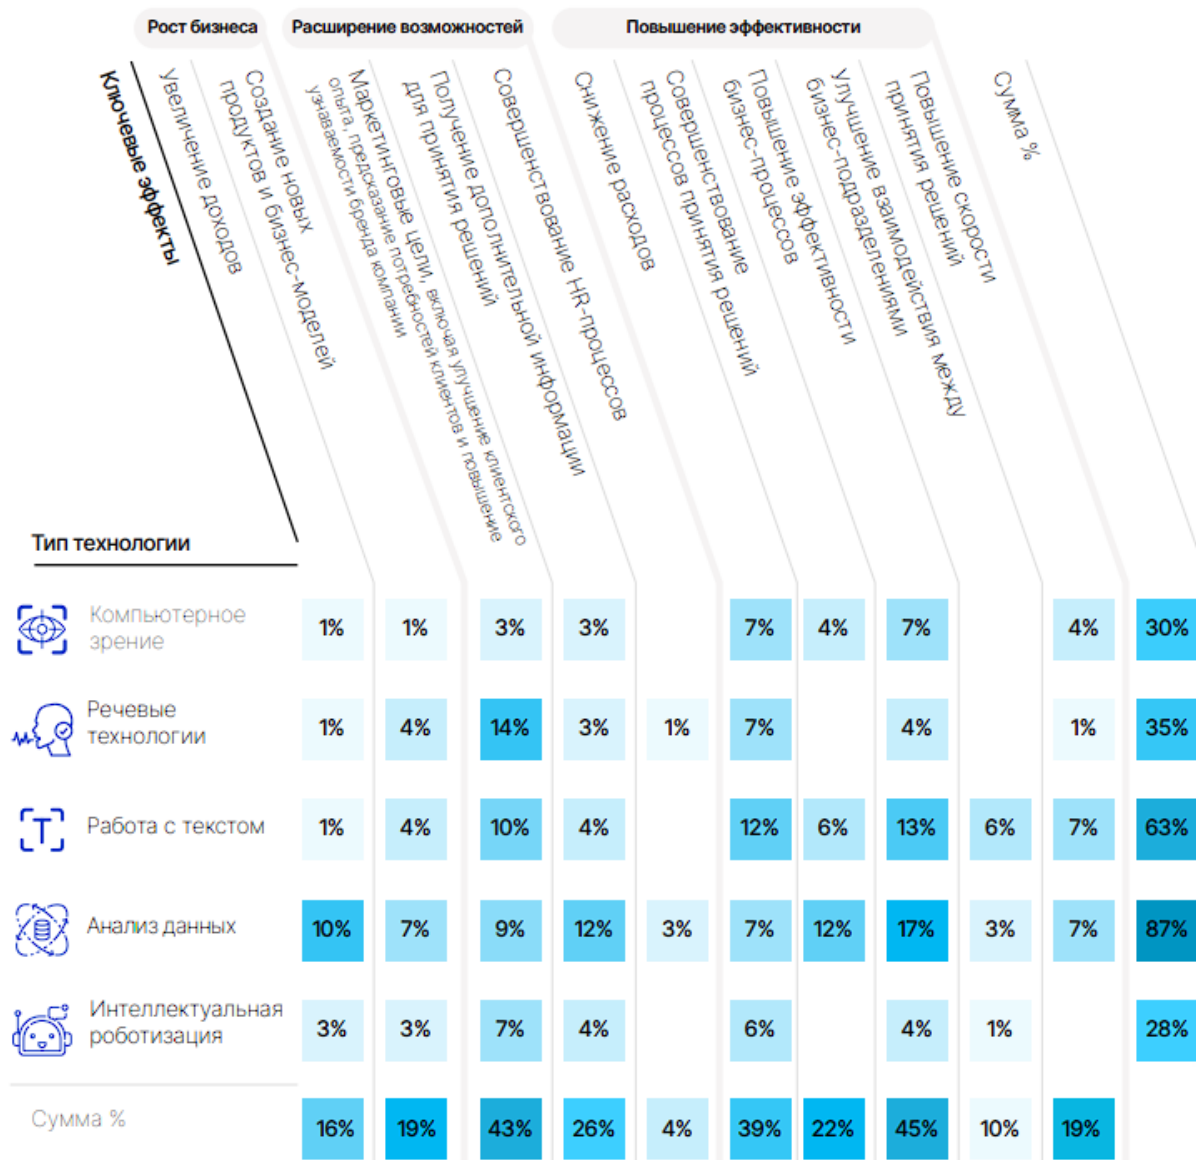 Рост бизнеса
Расширение возможностей
Повышение эффективности
Ключевые эффекты
Увеличение доходов
Создание новых
продуктов и бизнес-моделей
Маркетинговые цели, включая улучшение клиентского
опыта, предсказание потребностей клиентов и повышение
узнаваемости бренда компании
Получение дополнительной информации
для принятия решений
Совершенствование HR-процессов
Снижение расходов
Совершенствование
процессов принятия решений
Повышение эффективности
бизнес-процессов
Улучшение взаимодействия между
бизнес-подразделениями
Повышение скорости
принятия решений
Сумма %
Тип технологии
Компьютерное
зрение
1% 1% 3% 3% 7% 4% 7% 4% 30%
Речевые
технологии
1% 4% 14% 3% 1% 7% 4% 1% 35%
Работа с текстом
1% 4% 10% 4% 12% 6% 13% 6% 7% 63%
Анализ данных
10% 7% 9% 12% 3% 7% 12% 17% 3% 7% 87%
Интеллектуальная
роботизация
3% 3% 7% 4% 6% 4% 1% 28%
Сумма %
16% 19% 43% 26% 4% 39% 22% 45% 10% 19%